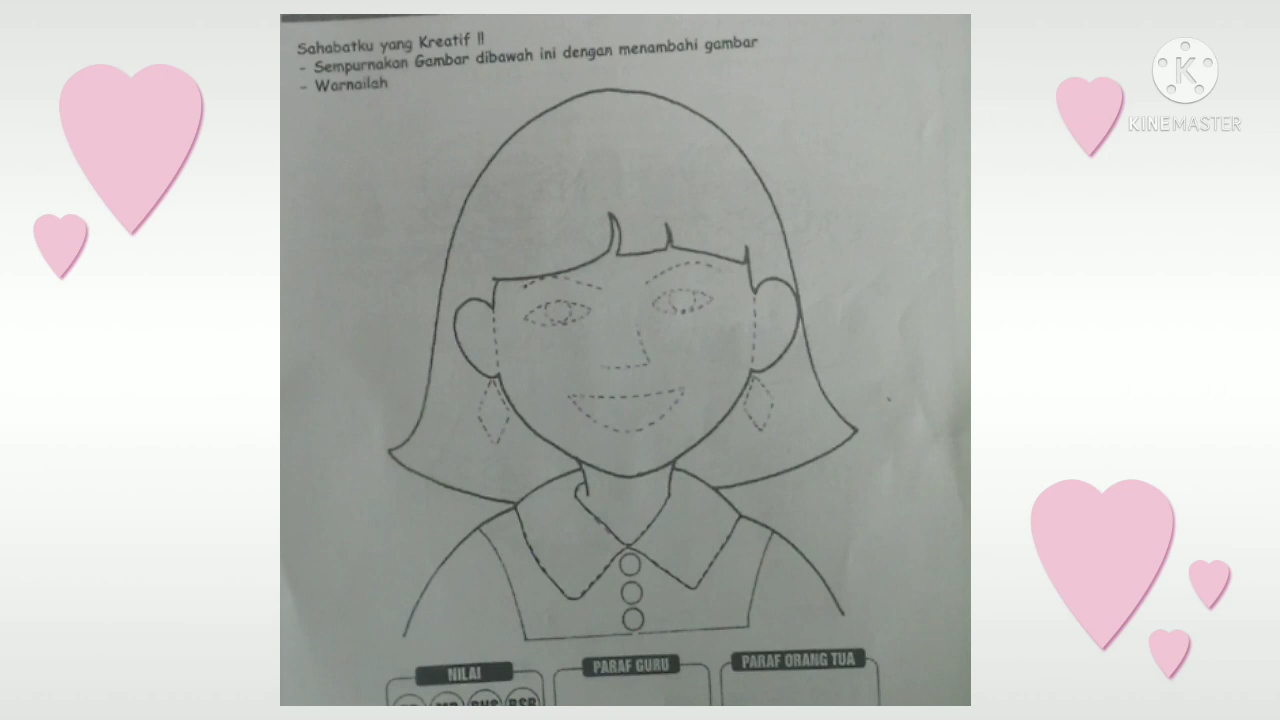 Sahabatku yang Kreatif !!
- Sempurnakan Gambar dibawah ini dengan menambahi gambar
- Warnailah
K
KINEMASTER
NILAI
PARAF GURU
PARAF ORANG TUA